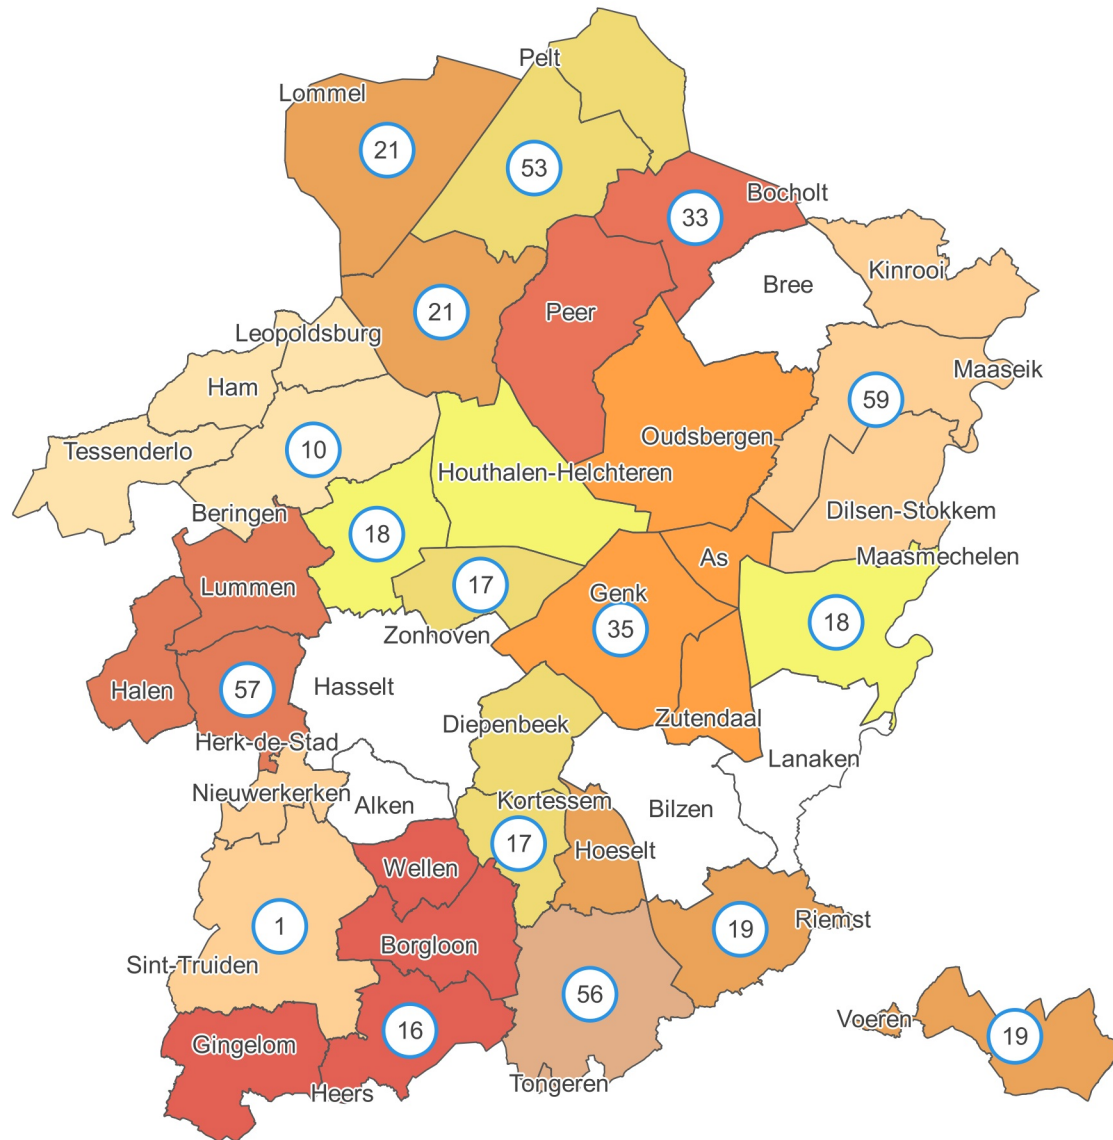 Pelt
Lommel
21
53
Bocholt
33
Kinrooi
Bree
21
Peer
Leopoldsburg
Maaseik
Ham
59
Oudsbergen
Tessenderlo
10
Houthalen-Helchteren
Beringen
Dilsen-Stokkem
18
As
Maasmechelen
Lummen
17
Genk
35
18
Zonhoven
Halen
57
Hasselt
Diepenbeek
Zutendaal
Herk-de-Stad
Lanaken
Nieuwerkerken
Alken
Kortessem
Bilzen
17
Hoeselt
Wellen
1
Borgloon
19
Riemst
Sint-Truiden
56
Voeren
19
16
Gingelom
Heers
Tongeren